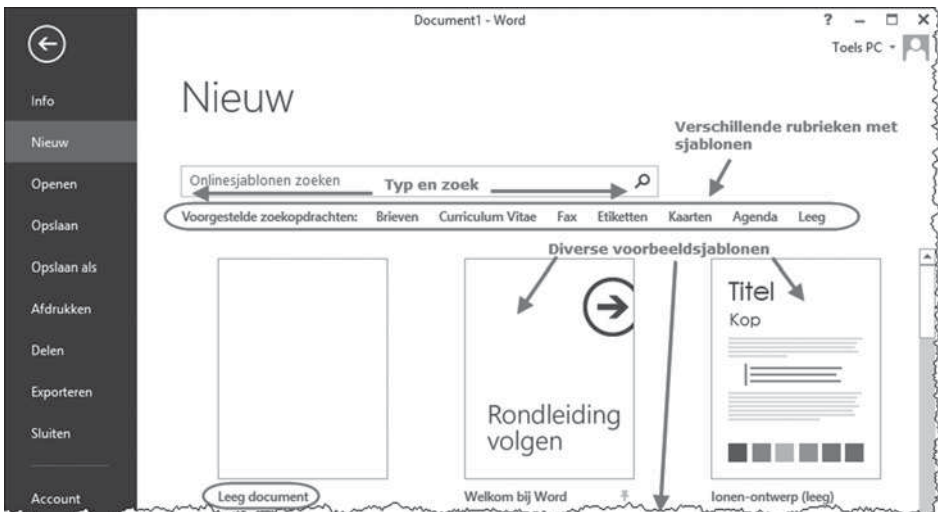 Document1 - Word
? – □ X
Toels PC
Info
Nieuw
Openen
Opslaan
Opslaan als
Afdrukken
Delen
Exporteren
Sluiten
Account
Nieuw
Verschillende rubrieken met
sjablonen
Onlinesjablonen zoeken
Typ en zoek
Voorgestelde zoekopdrachten: Brieven Curriculum Vitae Fax Etiketten Kaarten Agenda Leeg
Diverse voorbeeldsjablonen
Rondleiding
volgen
Titel
Kop
Leeg document
Welkom bij Word
Ionen-ontwerp (leeg)